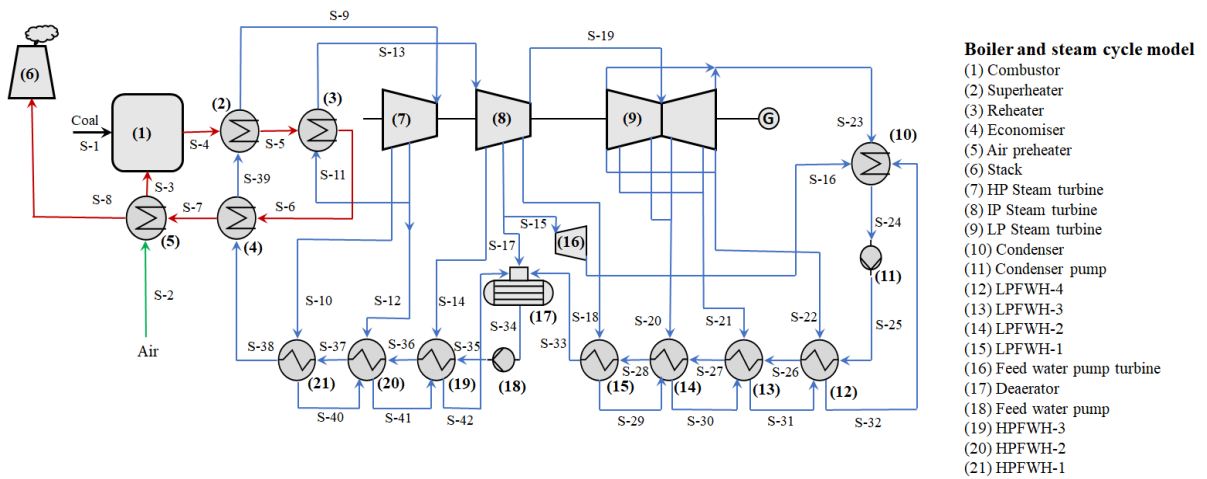 S-9
S-13
S-19
(6)
(1)
Coal
S-1
S-4
(2)
S-5
(3)
(7)
(8)
(9)
G
S-23
(10)
S-16
S-3
S-39
S-11
S-8
S-7
S-6
(5)
(4)
S-2
Air
S-15
(16)
S-17
S-24
(11)
S-10
S-12
S-14
(17)
S-34
S-33
S-18
S-20
S-21
S-22
S-25
S-38
S-37
S-36
S-35
S-28
S-27
S-26
(21)
(20)
(19)
(18)
(15)
(14)
(13)
(12)
S-40
S-41
S-42
S-29
S-30
S-31
S-32
Boiler and steam cycle model
(1) Combustor
(2) Superheater
(3) Reheater
(4) Economiser
(5) Air preheater
(6) Stack
(7) HP Steam turbine
(8) IP Steam turbine
(9) LP Steam turbine
(10) Condenser
(11) Condenser pump
(12) LPFWH-4
(13) LPFWH-3
(14) LPFWH-2
(15) LPFWH-1
(16) Feed water pump turbine
(17) Deaerator
(18) Feed water pump
(19) HPFWH-3
(20) HPFWH-2
(21) HPFWH-1